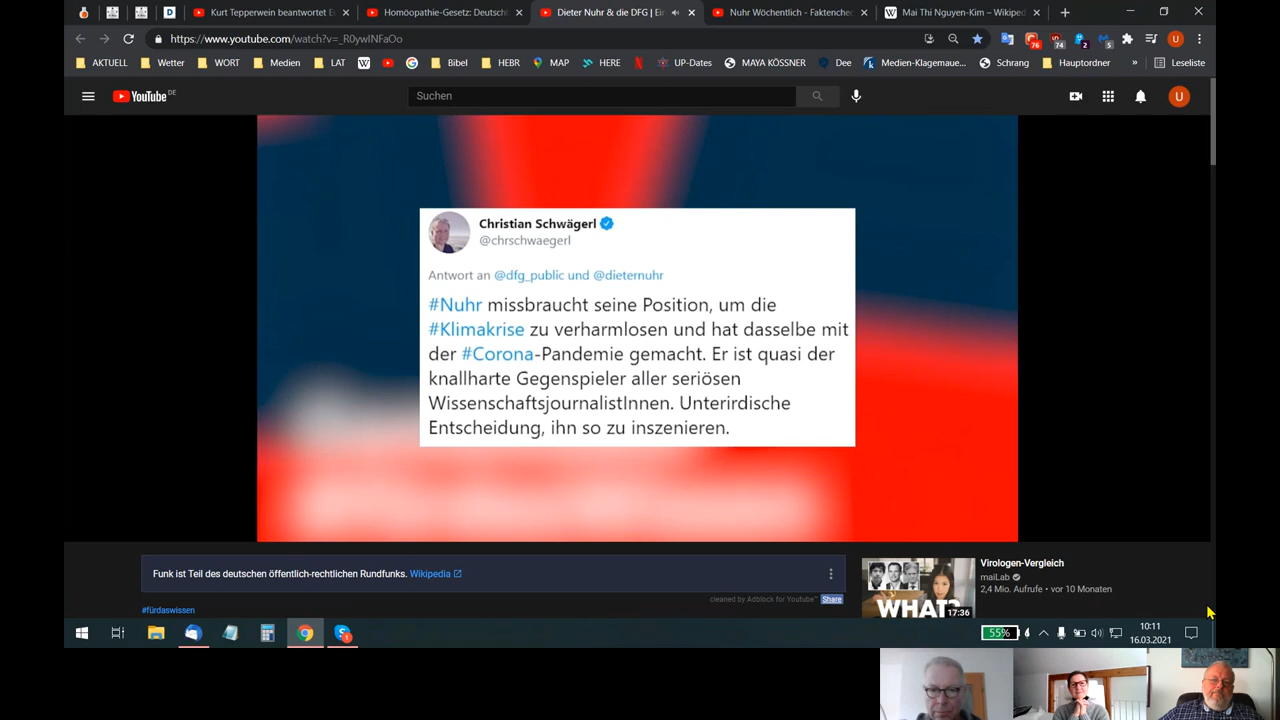 Kurt Tepperwein beantwortet E
Homöopathie-Gesetz: Deutsch
Dieter Nuhr & die DFG | Ei
Nuhr Wöchentlich - Faktenchec
Mai Thi Nguyen-Kim – Wikiped
https://www.youtube.com/watch?v=_R0ywINFaOo
76
74
2
5
U
AKTUELL
Wetter
WORT
Medien
LAT
Bibel
HEBR
MAP
HERE
UP-Dates
MAYA KÖSSNER
Dee
Medien-Klagemaue...
Schrang
Hauptordner
»
Leseliste
YouTube DE
Suchen
U
Christian Schwägerl
@chrschwaegerl
Antwort an @dfg_public und @dieternuhr
#Nuhr missbraucht seine Position, um die
#Klimakrise zu verharmlosen und hat dasselbe mit
der #Corona-Pandemie gemacht. Er ist quasi der
knallharte Gegenspieler aller seriösen
WissenschaftsjournalistInnen. Unterirdische
Entscheidung, ihn so zu inszenieren.
Funk ist Teil des deutschen öffentlich-rechtlichen Rundfunks. Wikipedia
cleaned by Adblock for Youtube™ Share
#fürdaswissen
WHAT?
17:36
Virologen-Vergleich
maiLab
2,4 Mio. Aufrufe • vor 10 Monaten
55%
10:11
16.03.2021